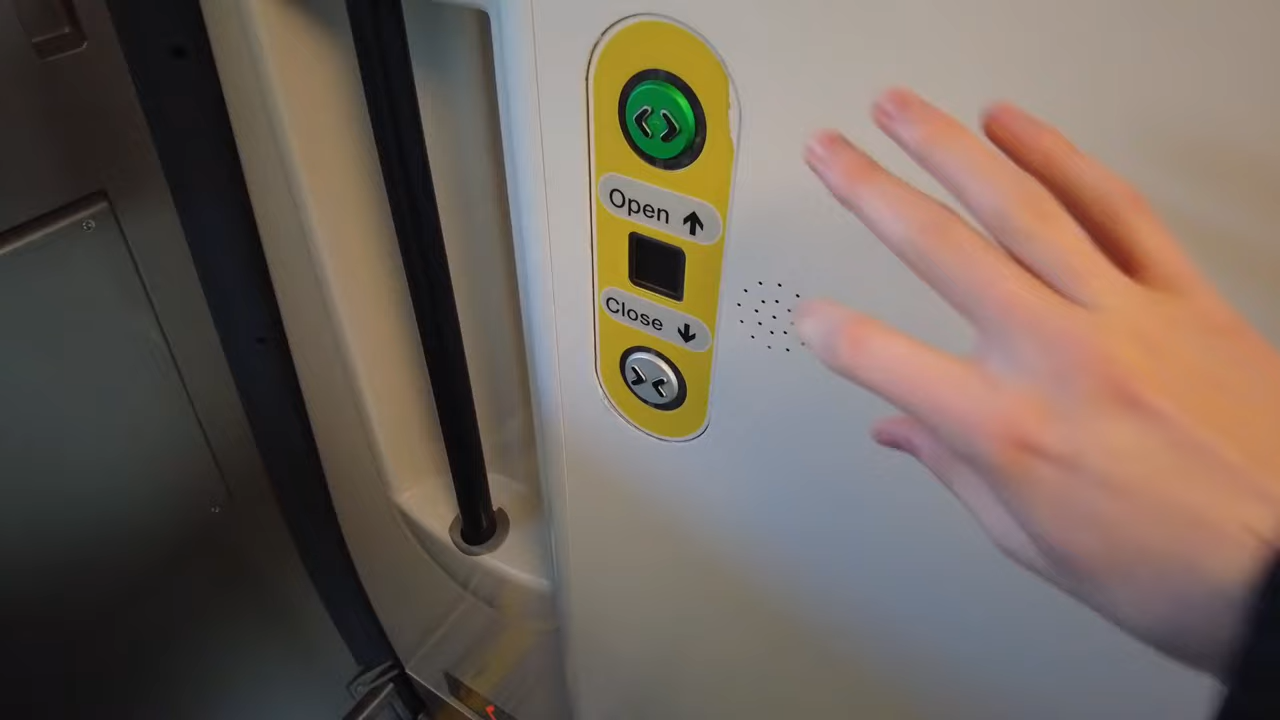 Open ↑
Close ↓